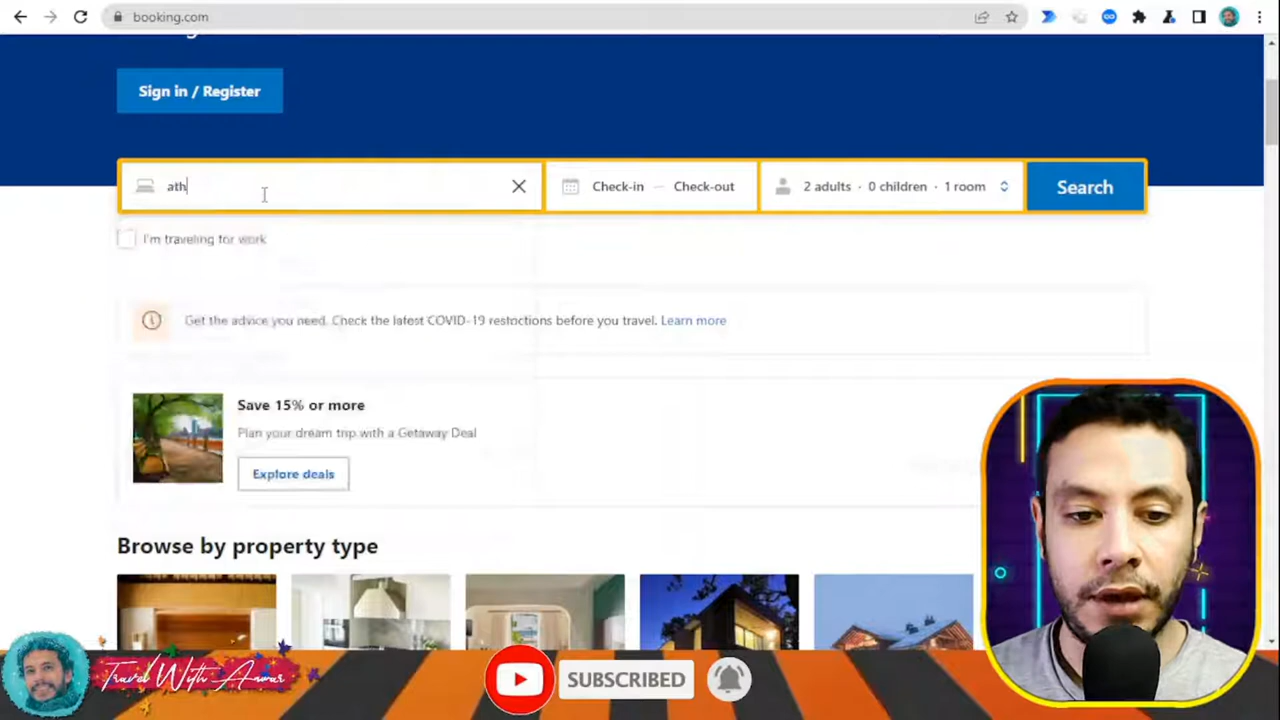 booking.com
Sign in / Register
ath
Check-in — Check-out
2 adults · 0 children · 1 room
Search
I'm traveling for work
Get the advice you need. Check the latest COVID-19 restrictions before you travel. Learn more
Save 15% or more
Plan your dream trip with a Getaway Deal
Explore deals
Browse by property type
Travel With Anwar
SUBSCRIBED